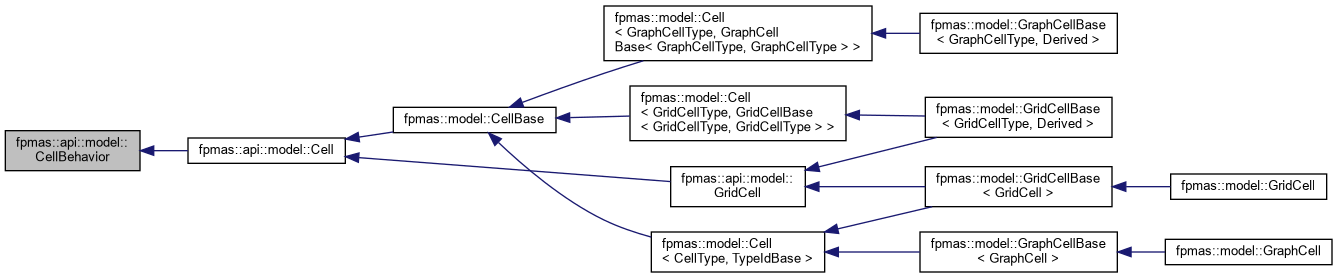 fpmas::api::model::
CellBehavior
fpmas::api::model::Cell
fpmas::model::CellBase
fpmas::model::Cell
< GraphCellType, GraphCell
Base< GraphCellType, GraphCellType > >
fpmas::model::GraphCellBase
< GraphCellType, Derived >
fpmas::model::Cell
< GridCellType, GridCellBase
< GridCellType, GridCellType > >
fpmas::model::GridCellBase
< GridCellType, Derived >
fpmas::api::model::
GridCell
fpmas::model::GridCellBase
< GridCell >
fpmas::model::GridCell
fpmas::model::Cell
< CellType, TypeIdBase >
fpmas::model::GraphCellBase
< GraphCell >
fpmas::model::GraphCell